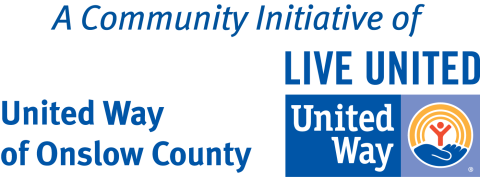 A Community Initiative of
LIVE UNITED
United Way
of Onslow County
United
Way
®